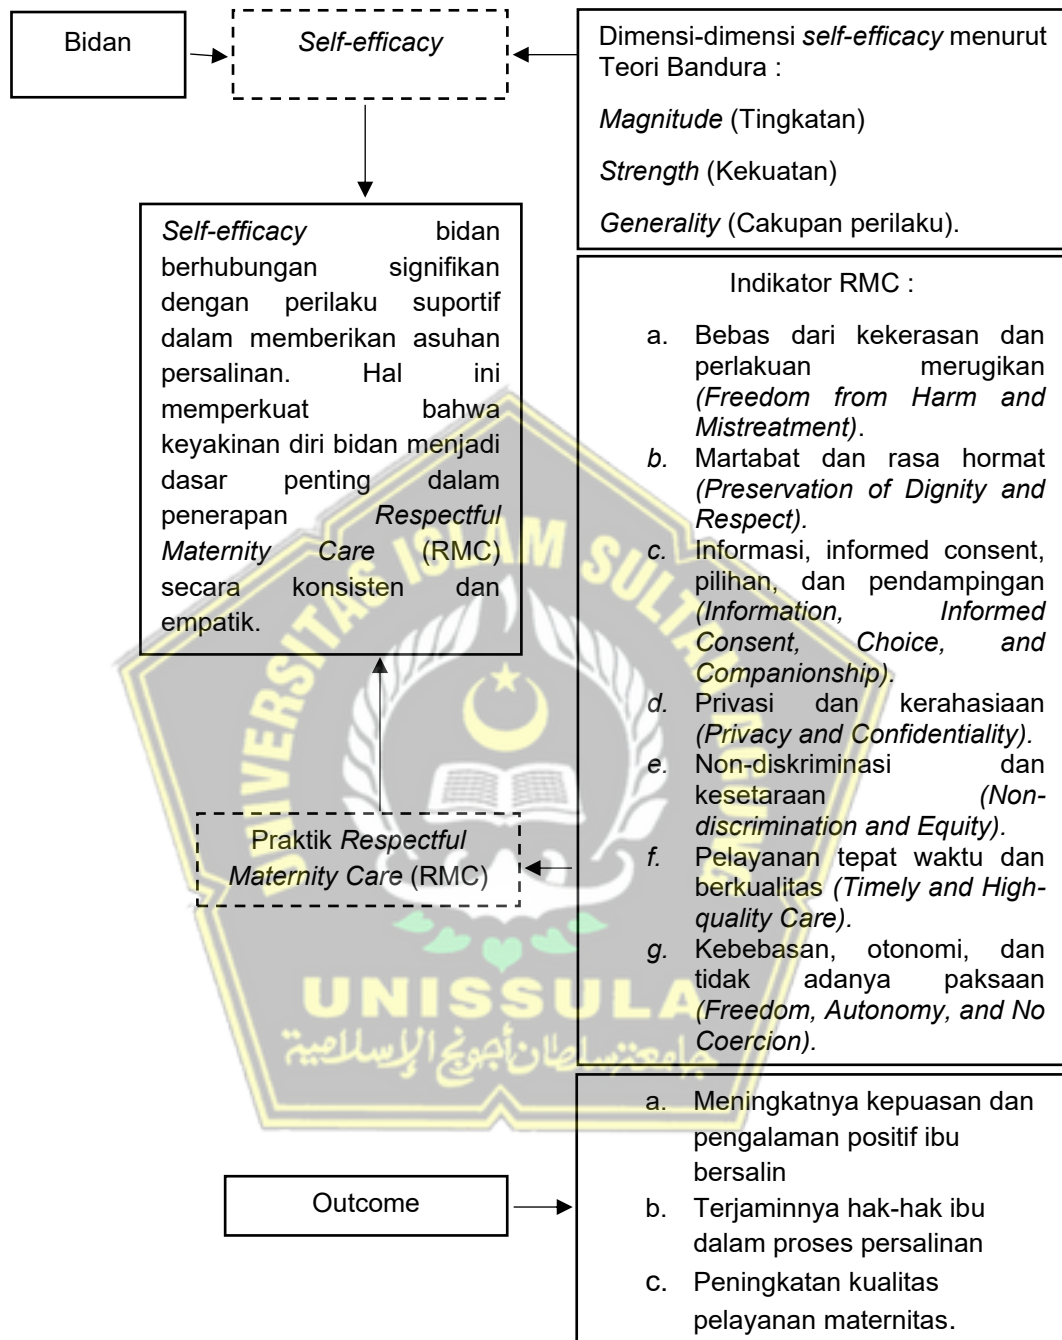 Bidan
Self-efficacy
Dimensi-dimensi self-efficacy menurut
Teori Bandura :
Magnitude (Tingkatan)
Strength (Kekuatan)
Generality (Cakupan perilaku).
Self-efficacy bidan
berhubungan signifikan
dengan perilaku suportif
dalam memberikan asuhan
persalinan. Hal ini
memperkuat bahwa
keyakinan diri bidan menjadi
dasar penting dalam
penerapan Respectful
Maternity Care (RMC)
secara konsisten dan
empatik.
Indikator RMC :
a. Bebas dari kekerasan dan
perlakuan merugikan
(Freedom from Harm and
Mistreatment).
b. Martabat dan rasa hormat
(Preservation of Dignity and
Respect).
c. Informasi, informed consent,
pilihan, dan pendampingan
(Information, Informed
Consent, Choice, and
Companionship).
d. Privasi dan kerahasiaan
(Privacy and Confidentiality).
e. Non-diskriminasi dan
kesetaraan (Non-
discrimination and Equity).
f. Pelayanan tepat waktu dan
berkualitas (Timely and High-
quality Care).
g. Kebebasan, otonomi, dan
tidak adanya paksaan
(Freedom, Autonomy, and No
Coercion).
Praktik Respectful
Maternity Care (RMC)
Outcome
a. Meningkatnya kepuasan dan
pengalaman positif ibu
bersalin
b. Terjaminnya hak-hak ibu
dalam proses persalinan
c. Peningkatan kualitas
pelayanan maternitas.
UNIVERSITAS ISLAM SULTAN AGUNG
UNISSULA
جامعة سلطان أجونج الإسلامية